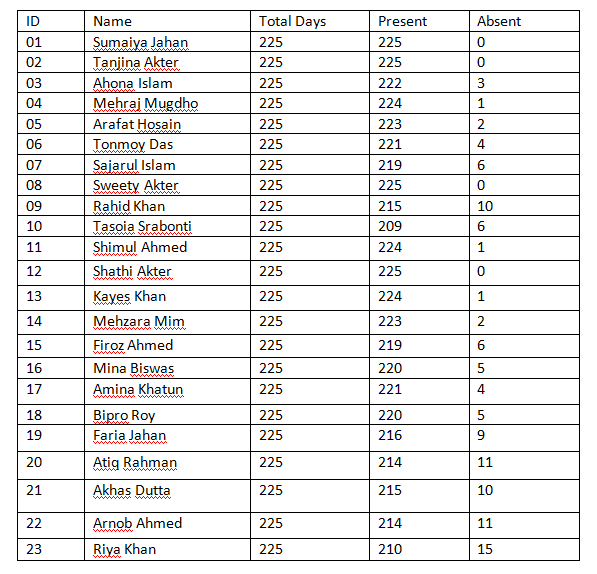 ID Name Total Days Present Absent
01 Sumaiya Jahan 225 225 0
02 Tanjina Akter 225 225 0
03 Ahona Islam 225 222 3
04 Mehraj Mugdho 225 224 1
05 Arafat Hosain 225 223 2
06 Tonmoy Das 225 221 4
07 Sajarul Islam 225 219 6
08 Sweety Akter 225 225 0
09 Rahid Khan 225 215 10
10 Tasoia Srabonti 225 209 6
11 Shimul Ahmed 225 224 1
12 Shathi Akter 225 225 0
13 Kayes Khan 225 224 1
14 Mehzara Mim 225 223 2
15 Firoz Ahmed 225 219 6
16 Mina Biswas 225 220 5
17 Amina Khatun 225 221 4
18 Bipro Roy 225 220 5
19 Faria Jahan 225 216 9
20 Atiq Rahman 225 214 11
21 Akhas Dutta 225 215 10
22 Arnob Ahmed 225 214 11
23 Riya Khan 225 210 15